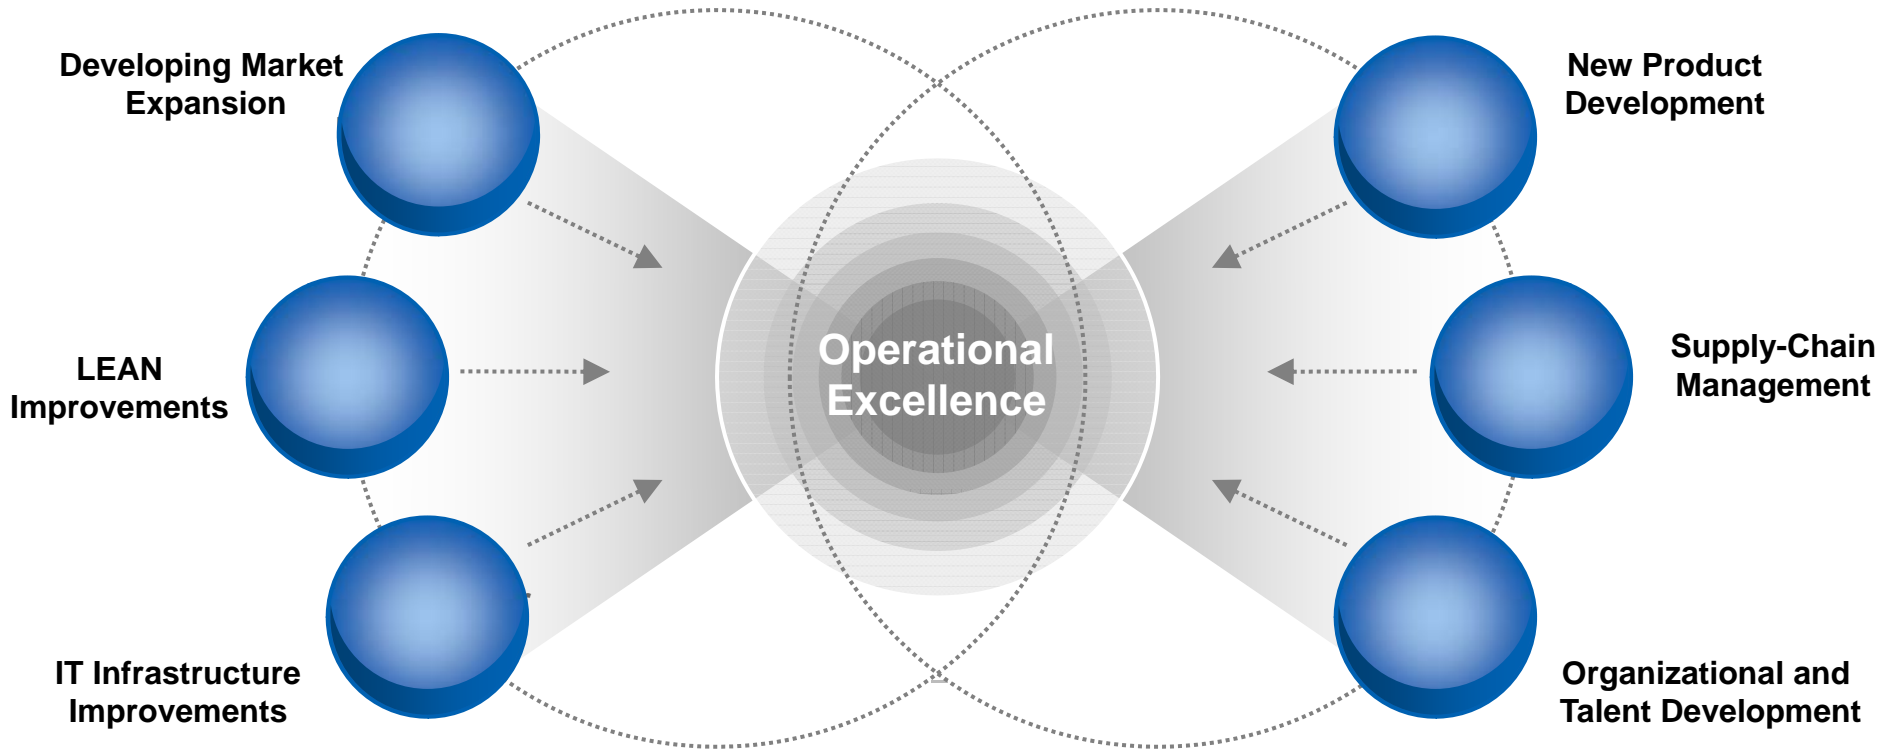 Developing Market
Expansion
New Product
Development
LEAN
Improvements
Operational
Excellence
Supply-Chain
Management
IT Infrastructure
Improvements
Organizational and
Talent Development